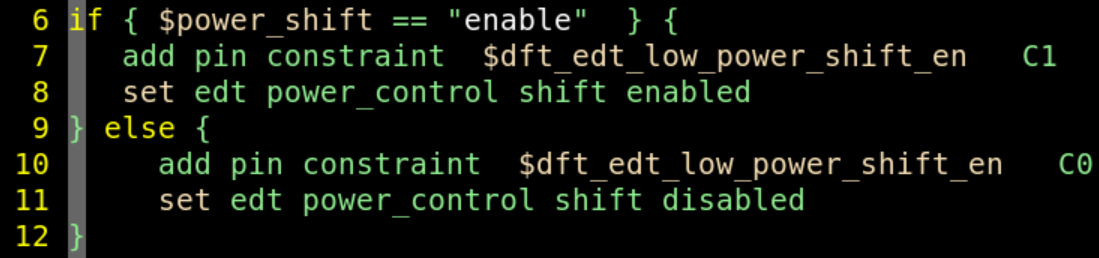 6 if { $power_shift == "enable"  } {
7    add pin constraint  $dft_edt_low_power_shift_en   C1
8    set edt power_control shift enabled
9 } else {
10      add pin constraint  $dft_edt_low_power_shift_en   C0
11      set edt power_control shift disabled
12 }